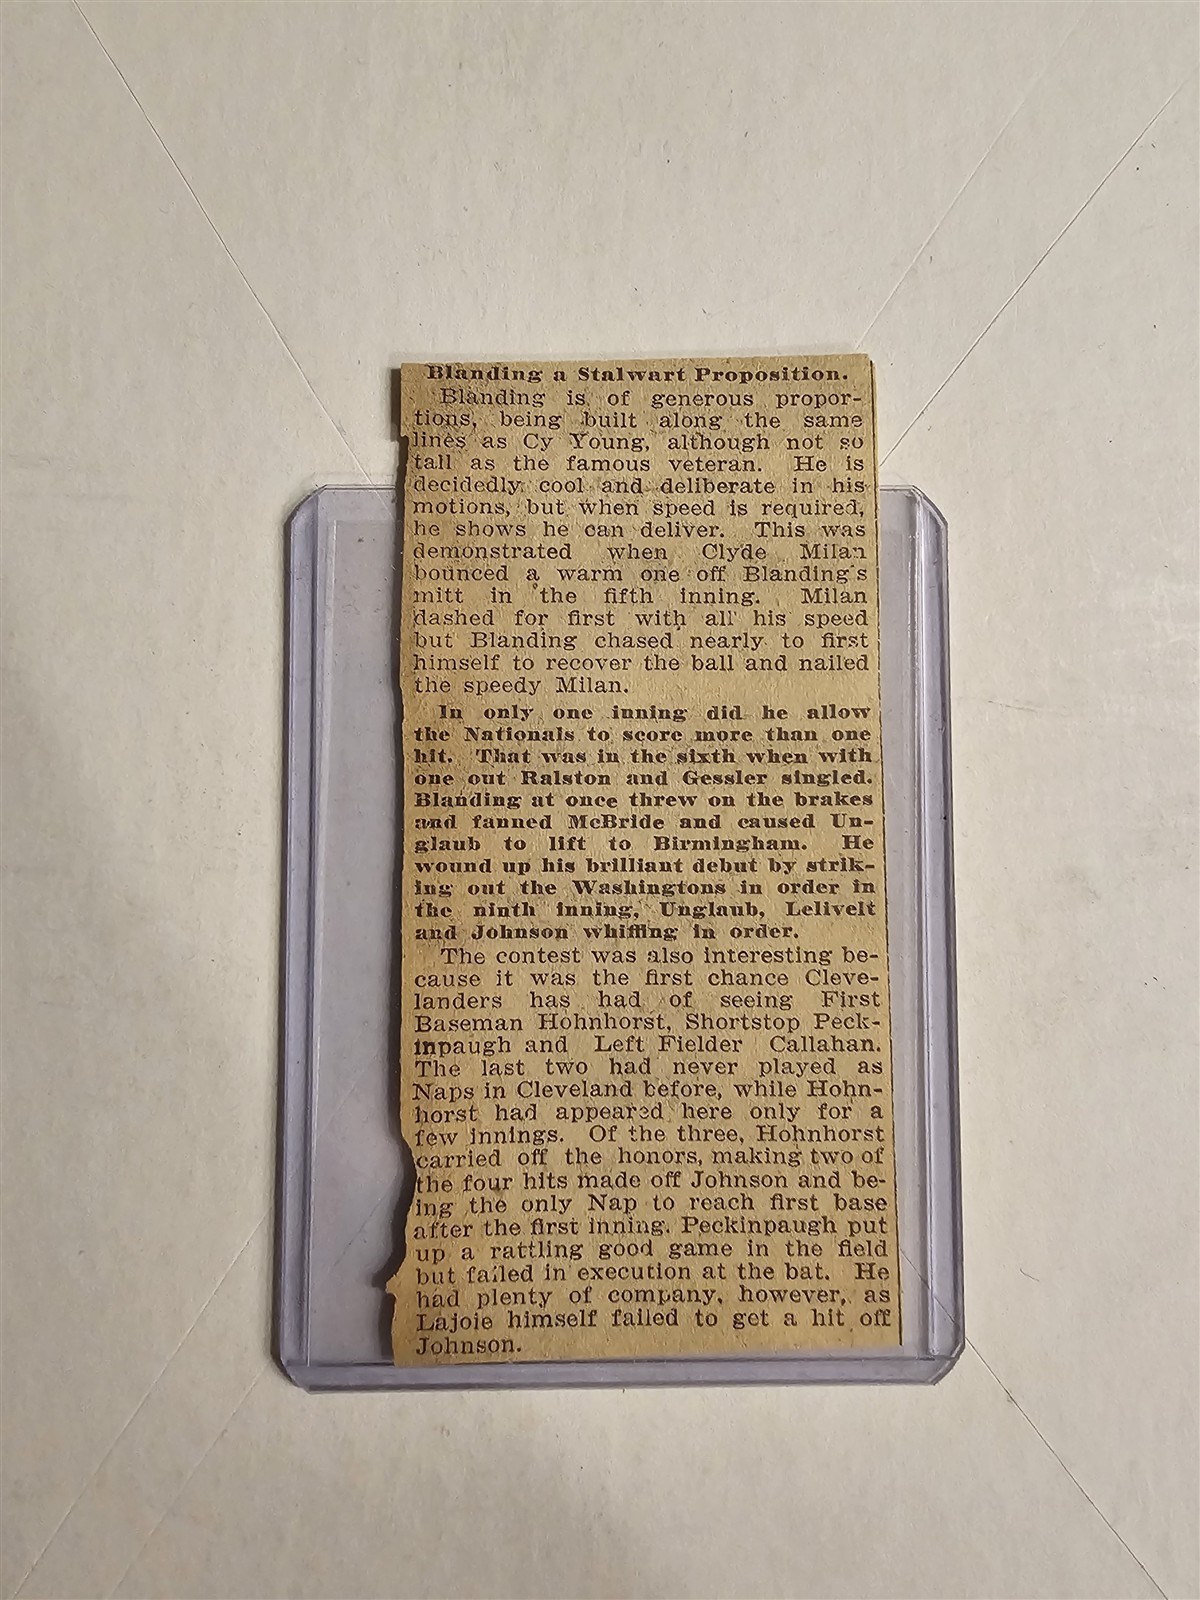 Blanding a Stalwart Proposition.
Blanding is of generous propor-
tions, being built along the same
lines as Cy Young, although not so
tall as the famous veteran. He is
decidedly cool and deliberate in his
motions, but when speed is required,
he shows he can deliver. This was
demonstrated when Clyde Milan
bounced a warm one off Blanding's
mitt in the fifth inning. Milan
dashed for first with all his speed
but Blanding chased nearly to first
himself to recover the ball and nailed
the speedy Milan.
In only one inning did he allow
the Nationals to score more than one
hit. That was in the sixth when with
one out Ralston and Gessler singled.
Blanding at once threw on the brakes
and fanned McBride and caused Un-
glaub to lift to Birmingham. He
wound up his brilliant debut by strik-
ing out the Washingtons in order in
the ninth inning, Unglaub, Lelivelt
and Johnson whiffing in order.
The contest was also interesting be-
cause it was the first chance Cleve-
landers has had of seeing First
Baseman Hohnhorst, Shortstop Peck-
inpaugh and Left Fielder Callahan.
The last two had never played as
Naps in Cleveland before, while Hohn-
horst had appeared here only for a
few innings. Of the three, Hohnhorst
carried off the honors, making two of
the four hits made off Johnson and be-
ing the only Nap to reach first base
after the first inning. Peckinpaugh put
up a rattling good game in the field
but failed in execution at the bat. He
had plenty of company, however, as
Lajoie himself failed to get a hit off
Johnson.